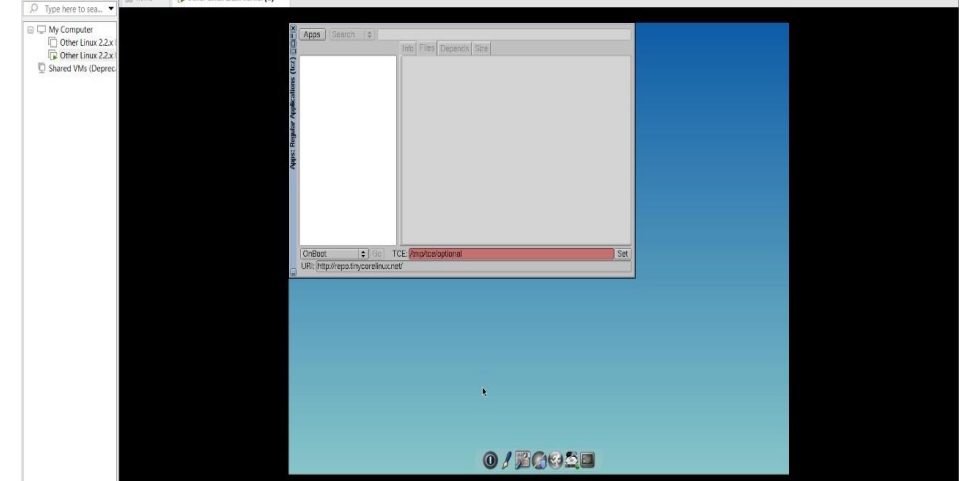 Type here to sea...
My Computer
Other Linux 2.2.x
Other Linux 2.2.x
Shared VMs (Deprec
Apps: Regular Applications (tcz)
Apps Search
Info Files Depends Size
OnBoot Go TCE: /tmp/tce/optional Set
URI: http://repo.tinycorelinux.net/